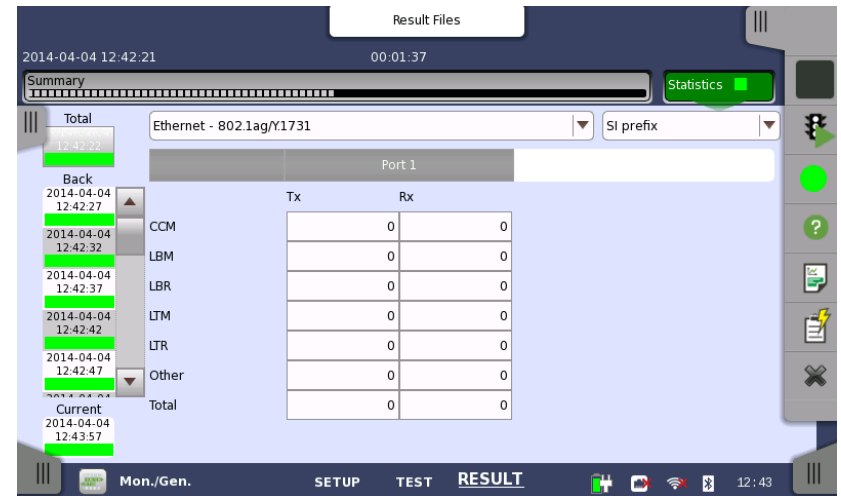 Result Files
2014-04-04 12:42:21 00:01:37
Summary
Statistics
Total
12:42:22
Ethernet - 802.1ag/Y.1731
SI prefix
Port 1
Back
2014-04-04
12:42:27
2014-04-04
12:42:32
2014-04-04
12:42:37
2014-04-04
12:42:42
2014-04-04
12:42:47
Current
2014-04-04
12:43:57
Tx Rx
CCM 0 0
LBM 0 0
LBR 0 0
LTM 0 0
LTR 0 0
Other 0 0
Total 0 0
?
Mon./Gen. SETUP TEST RESULT 12:43